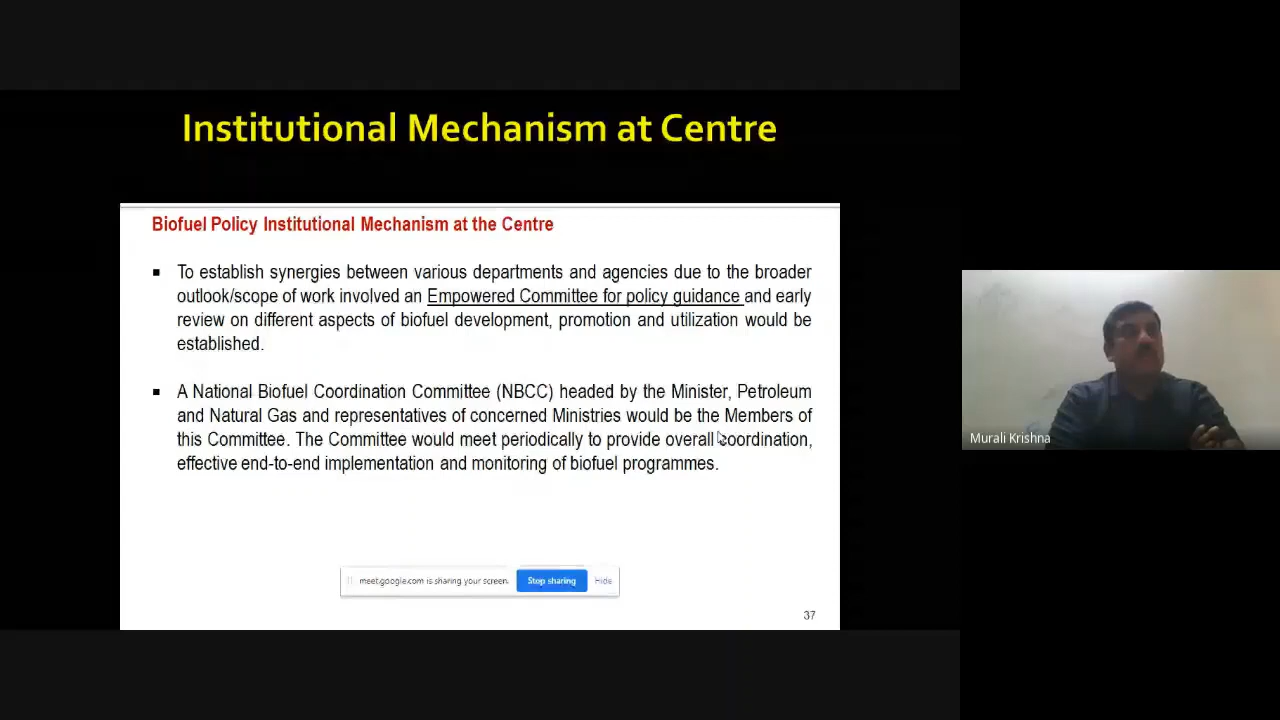 Institutional Mechanism at Centre
Biofuel Policy Institutional Mechanism at the Centre
▪ To establish synergies between various departments and agencies due to the broader
outlook/scope of work involved an Empowered Committee for policy guidance and early
review on different aspects of biofuel development, promotion and utilization would be
established.
▪ A National Biofuel Coordination Committee (NBCC) headed by the Minister, Petroleum
and Natural Gas and representatives of concerned Ministries would be the Members of
this Committee. The Committee would meet periodically to provide overall coordination,
effective end-to-end implementation and monitoring of biofuel programmes.
meet.google.com is sharing your screen. Stop sharing Hide
37
Murali Krishna